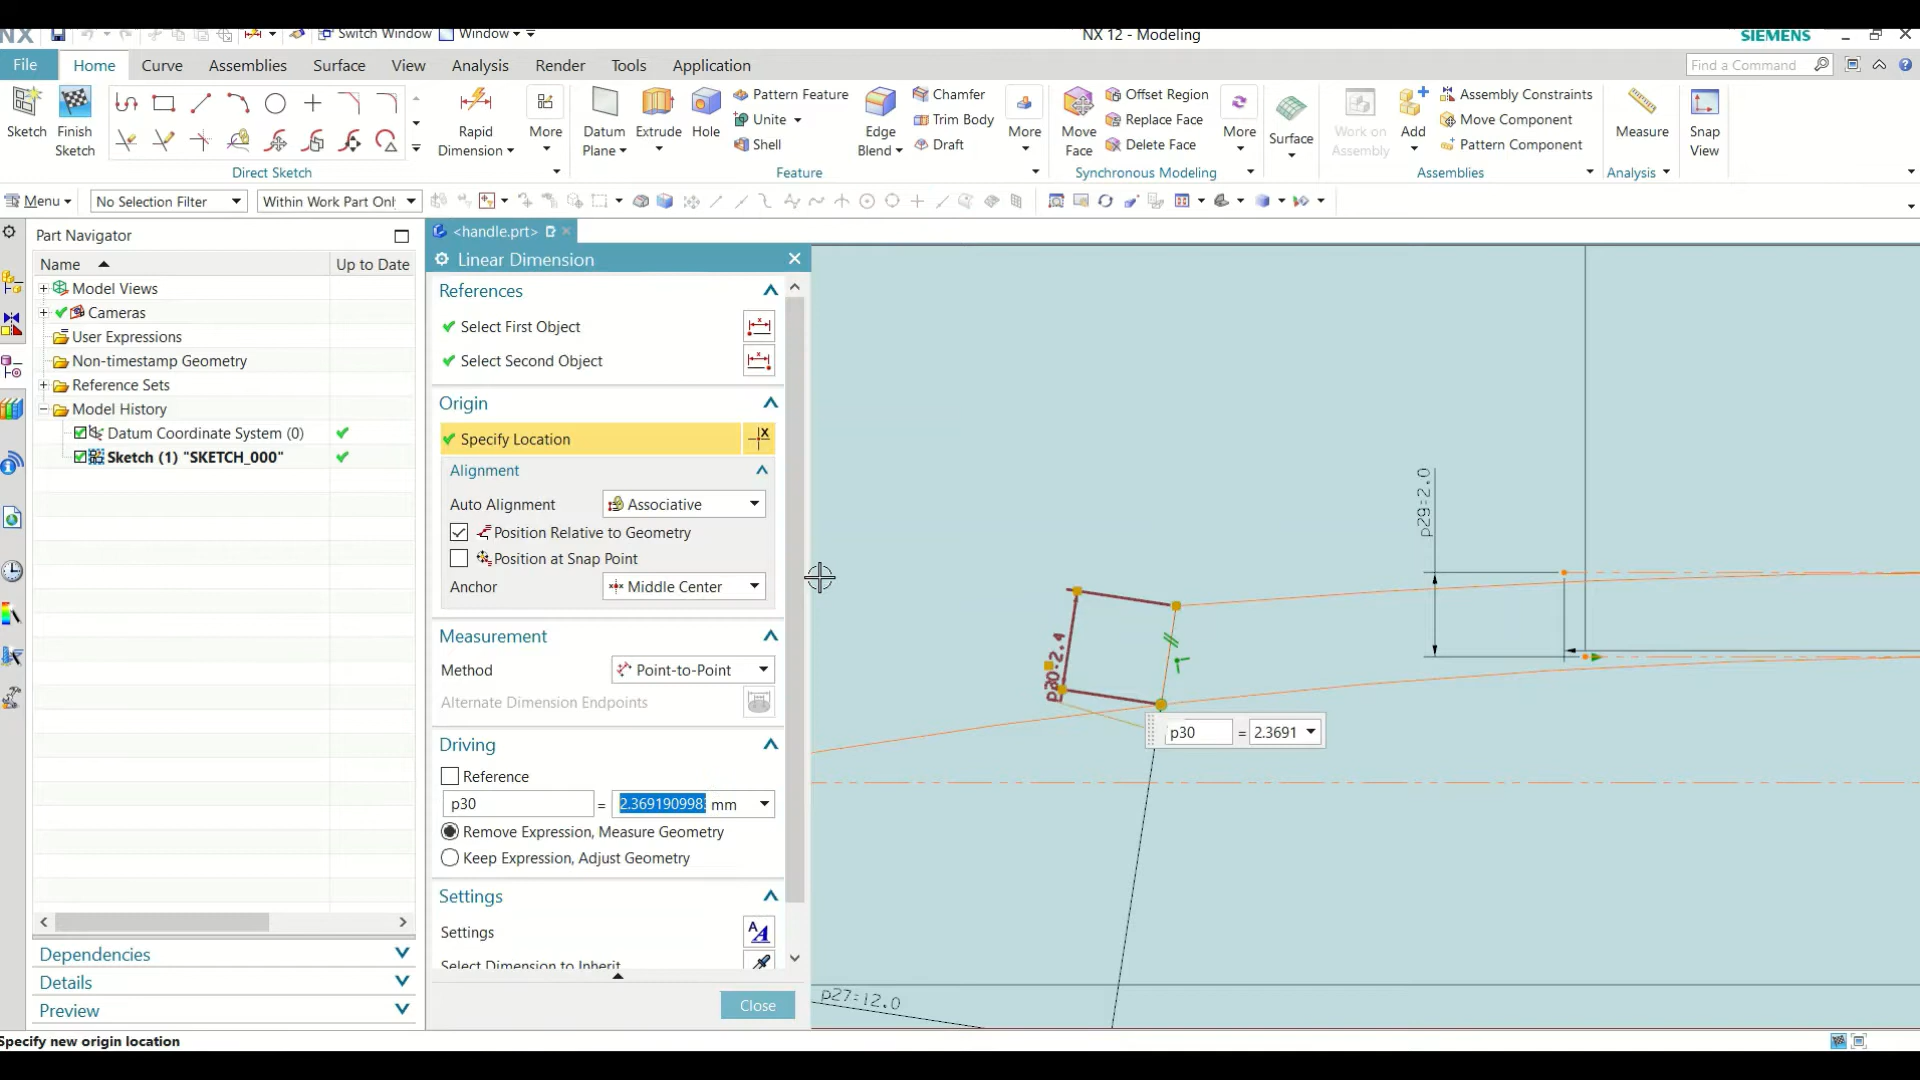 NX
Switch Window
Window
NX 12 - Modeling
SIEMENS
File
Home
Curve
Assemblies
Surface
View
Analysis
Render
Tools
Application
Find a Command
Sketch
Finish Sketch
Direct Sketch
Rapid Dimension
More
Datum Plane
Extrude
Hole
Pattern Feature
Unite
Shell
Edge Blend
Chamfer
Trim Body
Draft
More
Feature
Move Face
Offset Region
Replace Face
Delete Face
More
Synchronous Modeling
Surface
Work on Assembly
Add
Assembly Constraints
Move Component
Pattern Component
Assemblies
Measure
Analysis
Snap View
Menu
No Selection Filter
Within Work Part Onl
Part Navigator
Name
Up to Date
Model Views
Cameras
User Expressions
Non-timestamp Geometry
Reference Sets
Model History
Datum Coordinate System (0)
Sketch (1) "SKETCH_000"
Dependencies
Details
Preview
<handle.prt>
Linear Dimension
References
Select First Object
Select Second Object
Origin
Specify Location
Alignment
Auto Alignment
Associative
Position Relative to Geometry
Position at Snap Point
Anchor
Middle Center
Measurement
Method
Point-to-Point
Alternate Dimension Endpoints
Driving
Reference
p30 = 2.369190998 mm
Remove Expression, Measure Geometry
Keep Expression, Adjust Geometry
Settings
Settings
Select Dimension to Inherit
Close
p29=2.0
p30=2.4
p30 = 2.3691
p27=12.0
Specify new origin location